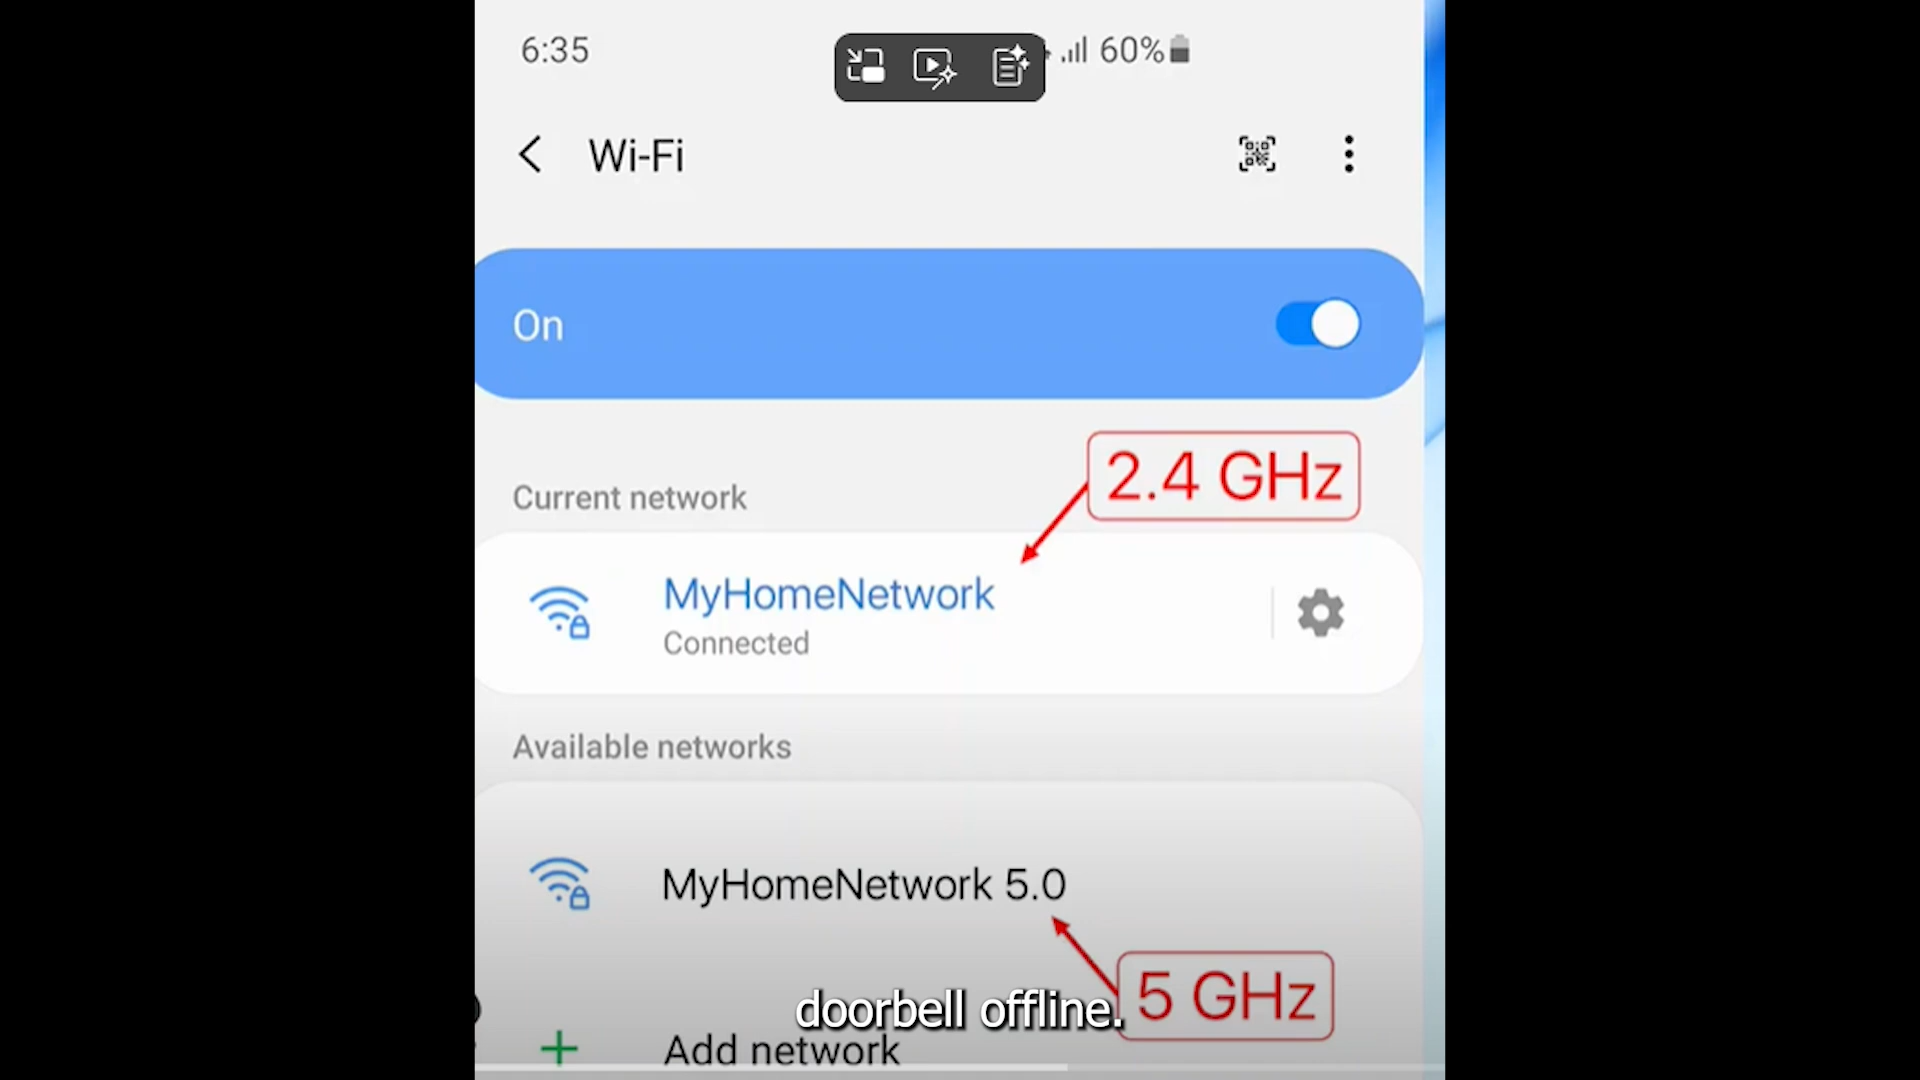 6:35
60%
Wi-Fi
On
2.4 GHz
Current network
MyHomeNetwork
Connected
Available networks
MyHomeNetwork 5.0
5 GHz
doorbell offline.
Add network